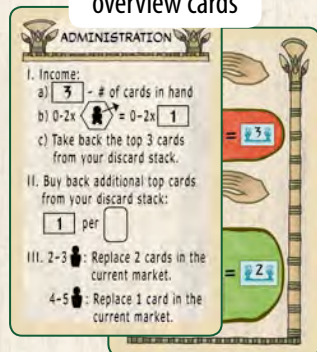 overview cards
ADMINISTRATION
I. Income:
a) 3 - # of cards in hand
b) 0-2x = 0-2x 1
c) Take back the top 3 cards
from your discard stack.
II. Buy back additional top cards
from your discard stack:
1 per
III. 2-3 : Replace 2 cards in the
current market.
4-5 : Replace 1 card in the
current market.
= 3
= 2